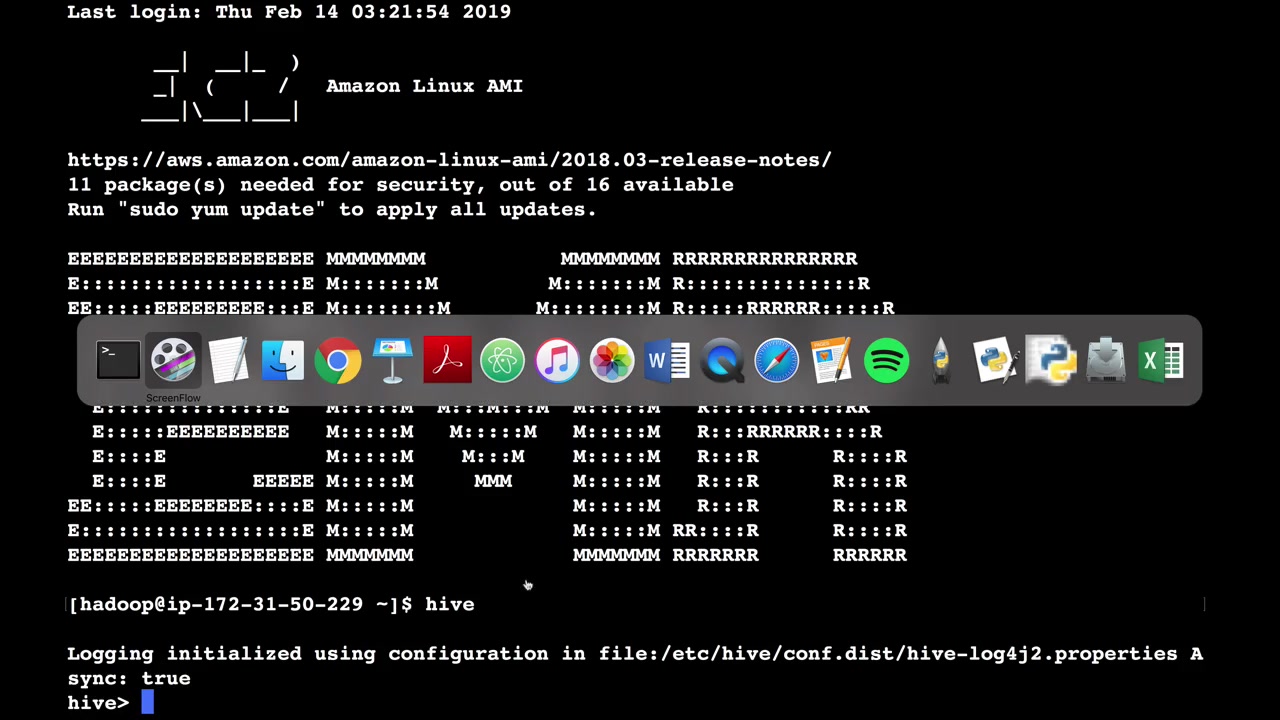 Last login: Thu Feb 14 03:21:54 2019
__|  __|_  )
_|  (     /   Amazon Linux AMI
___|\___|___|
https://aws.amazon.com/amazon-linux-ami/2018.03-release-notes/
11 package(s) needed for security, out of 16 available
Run "sudo yum update" to apply all updates.
EEEEEEEEEEEEEEEEEEEE MMMMMMMM           MMMMMMMM RRRRRRRRRRRRRRR
E::::::::::::::::::E M:::::::M         M:::::::M R::::::::::::::R
EE:::::EEEEEEEEE:::E M::::::::M       M::::::::M R:::::RRRRRR:::::R
ScreenFlow
E:::::::::::::::E   M:::::M  M:::M:::M  M:::::M   R:::::::::::RR
E:::::EEEEEEEEEE   M:::::M   M:::::M   M:::::M   R:::RRRRRR::::R
E::::E             M:::::M    M:::M    M:::::M   R:::R      R::::R
E::::E       EEEEE M:::::M     MMM     M:::::M   R:::R      R::::R
EE:::::EEEEEEEE::::E M:::::M             M:::::M   R:::R      R::::R
E::::::::::::::::::E M:::::M             M:::::M RR::::R      R::::R
EEEEEEEEEEEEEEEEEEEE MMMMMMM             MMMMMMM RRRRRRR      RRRRRR
[hadoop@ip-172-31-50-229 ~]$ hive
Logging initialized using configuration in file:/etc/hive/conf.dist/hive-log4j2.properties A
sync: true
hive>